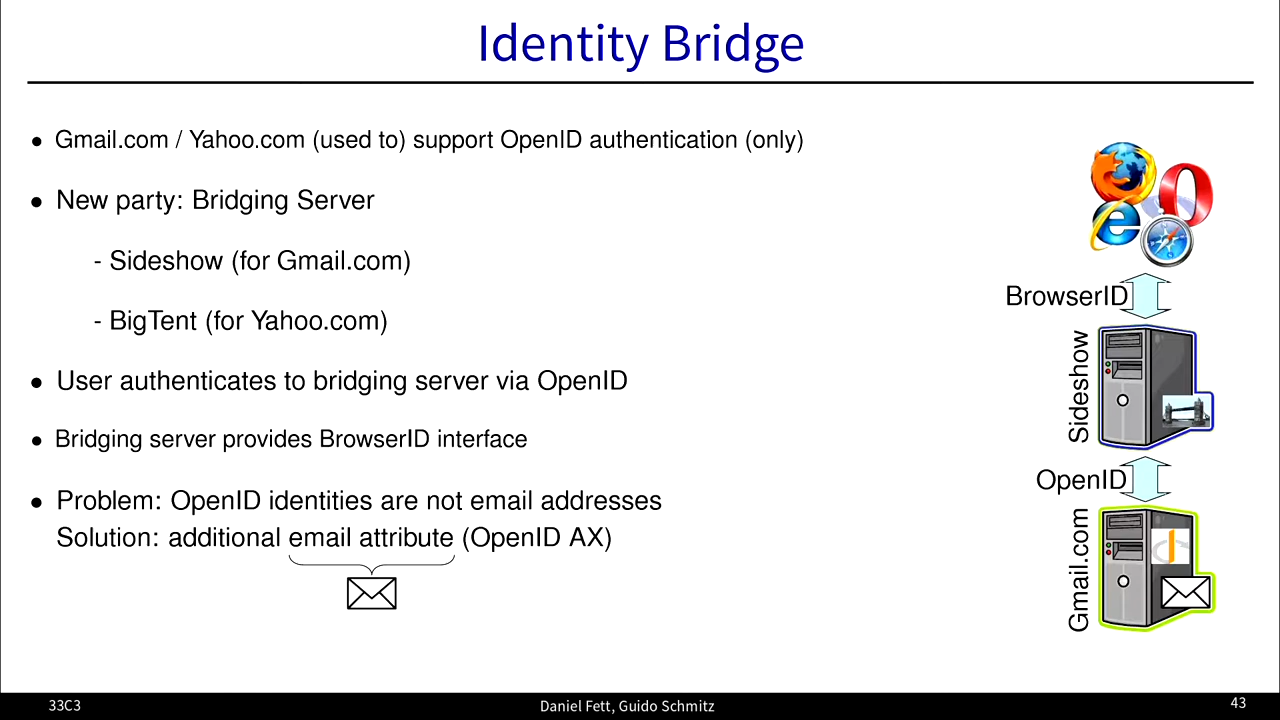 Identity Bridge
• Gmail.com / Yahoo.com (used to) support OpenID authentication (only)
• New party: Bridging Server
- Sideshow (for Gmail.com)
- BigTent (for Yahoo.com)
• User authenticates to bridging server via OpenID
• Bridging server provides BrowserID interface
• Problem: OpenID identities are not email addresses
Solution: additional email attribute (OpenID AX)
BrowserID
Sideshow
OpenID
Gmail.com
33C3
Daniel Fett, Guido Schmitz
43